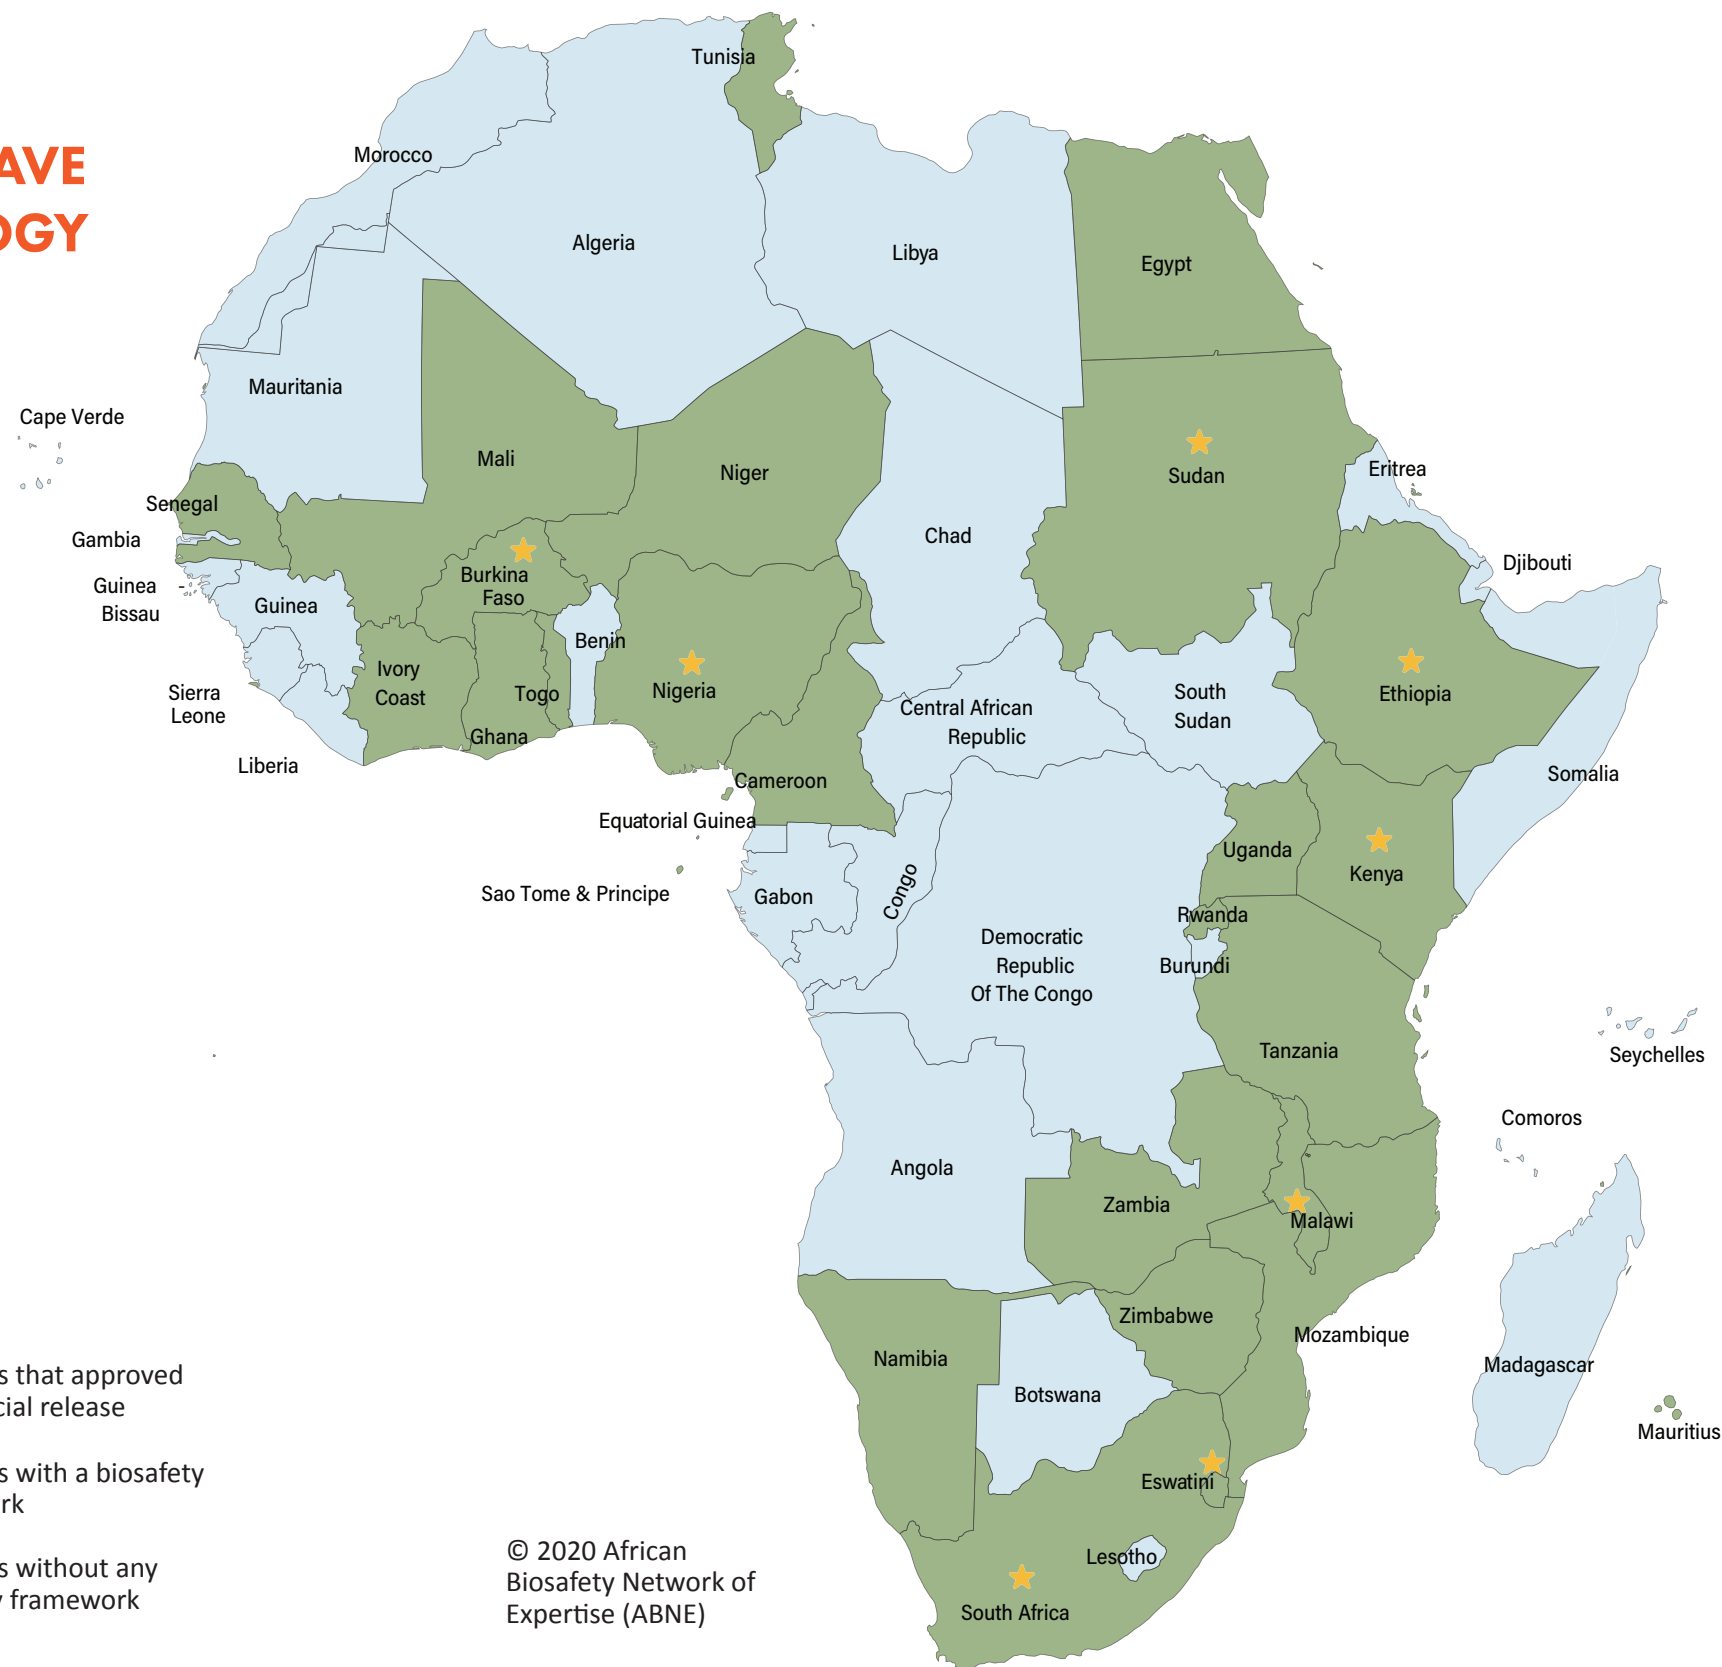 AVE
OGY
Tunisia
Morocco
Algeria
Libya
Egypt
Mauritania
Cape Verde
Mali
Niger
Sudan
Eritrea
Senegal
Gambia
Chad
Djibouti
Guinea
Bissau
Guinea
Burkina
Faso
Benin
Nigeria
Ivory
Coast
Togo
Ghana
Sierra
Leone
Liberia
Central African
Republic
South
Sudan
Ethiopia
Somalia
Cameroon
Equatorial Guinea
Sao Tome & Principe
Gabon
Congo
Uganda
Kenya
Rwanda
Burundi
Democratic
Republic
Of The Congo
Tanzania
Seychelles
Comoros
Angola
Zambia
Malawi
Zimbabwe
Mozambique
Namibia
Botswana
Madagascar
Mauritius
Eswatini
Lesotho
South Africa
s that approved
cial release
s with a biosafety
rk
s without any
y framework
© 2020 African
Biosafety Network of
Expertise (ABNE)